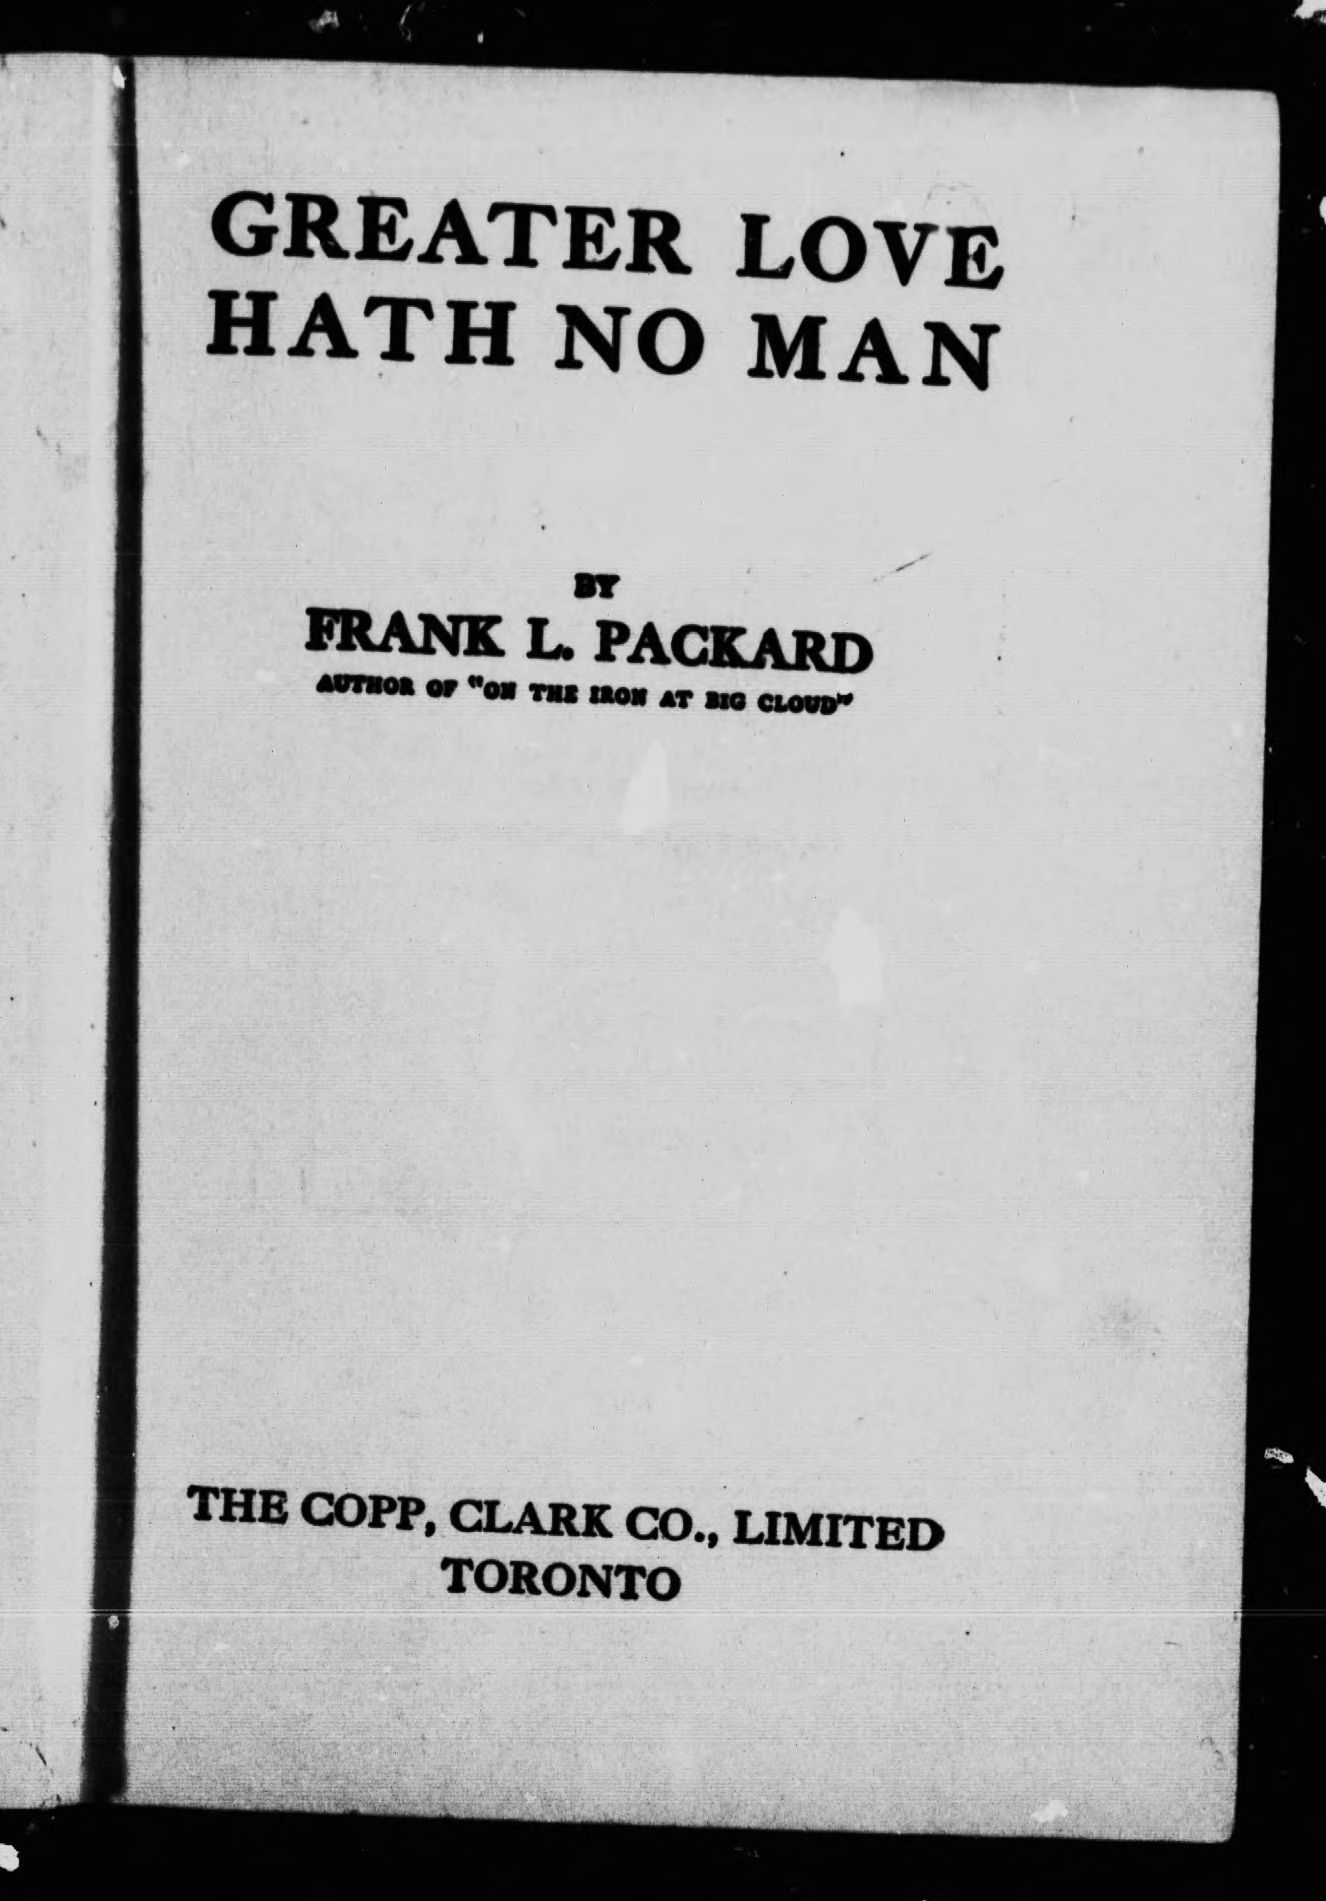 GREATER LOVE
HATH NO MAN
BY
FRANK L. PACKARD
AUTHOR OF "ON THE IRON AT BIG CLOUD"
THE COPP, CLARK CO., LIMITED
TORONTO